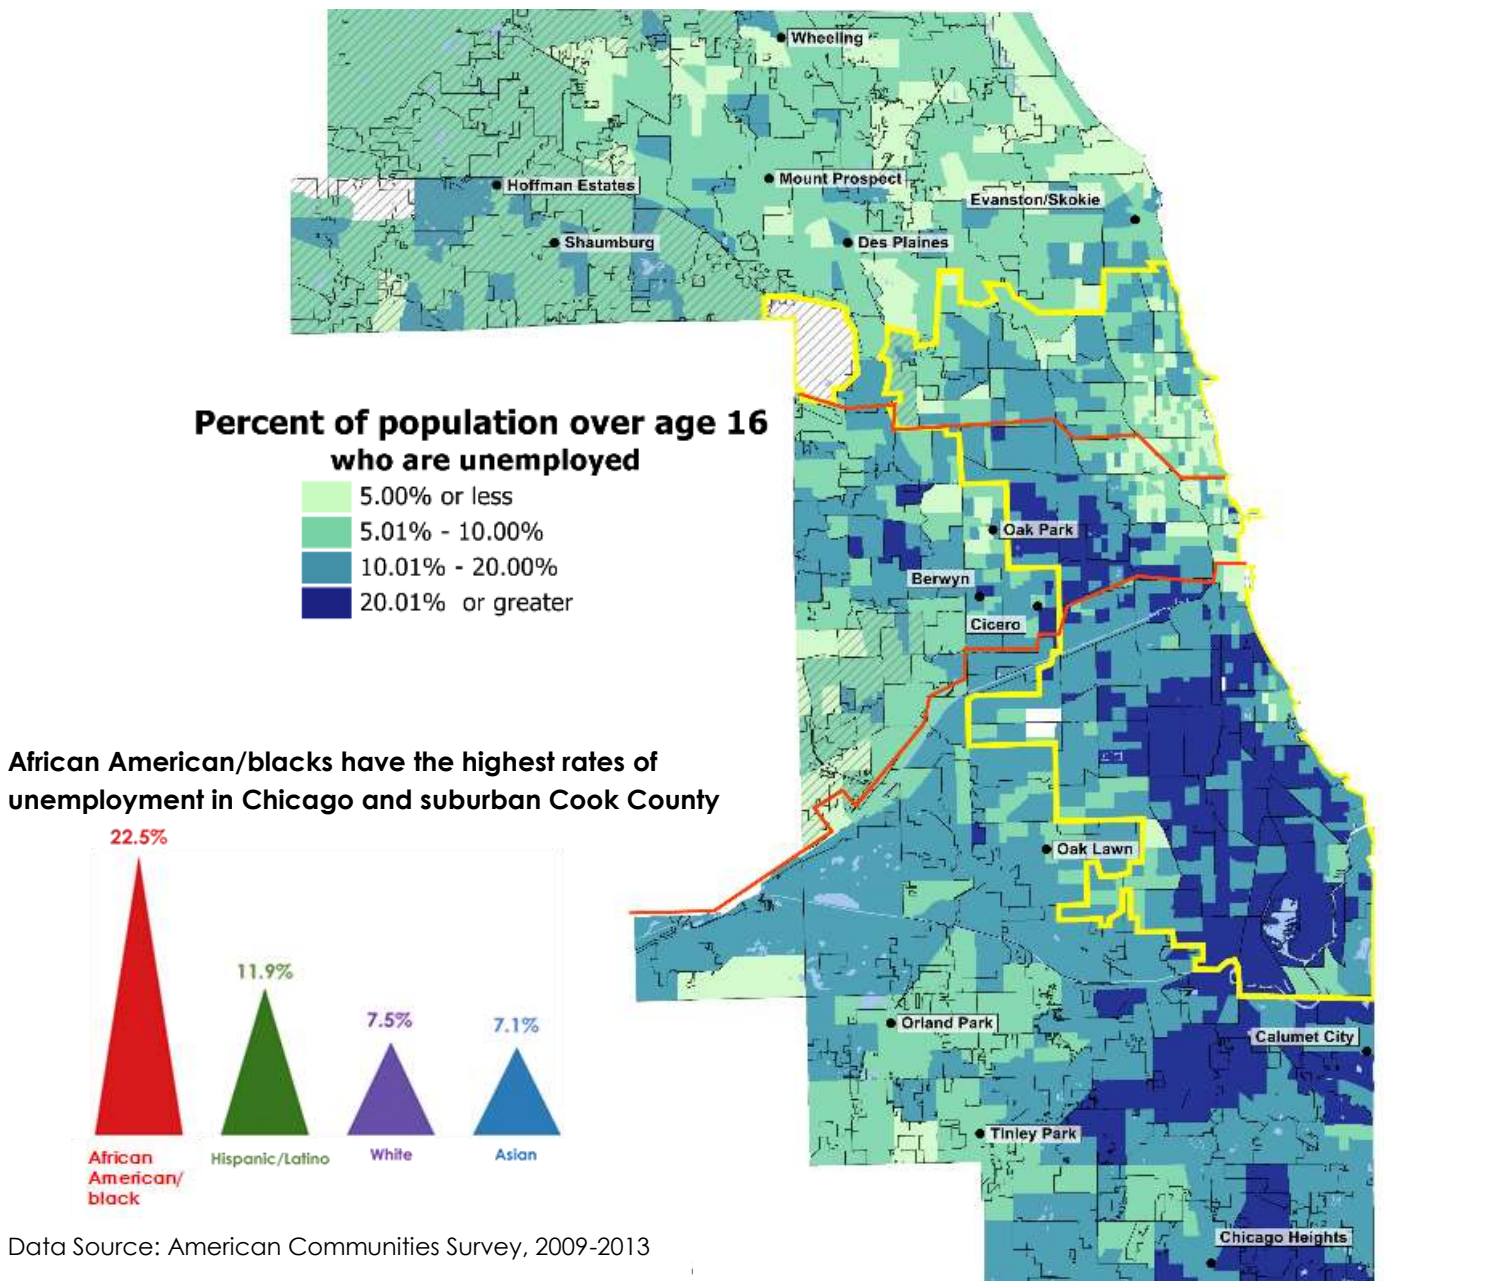 Wheeling
Hoffman Estates
Mount Prospect
Evanston/Skokie
Shaumburg
Des Plaines
Percent of population over age 16
who are unemployed
5.00% or less
5.01% - 10.00%
10.01% - 20.00%
20.01% or greater
Oak Park
Berwyn
Cicero
African American/blacks have the highest rates of
unemployment in Chicago and suburban Cook County
22.5%
11.9%
7.5%
7.1%
African
American/
black
Hispanic/Latino
White
Asian
Oak Lawn
Orland Park
Calumet City
Tinley Park
Chicago Heights
Data Source: American Communities Survey, 2009-2013